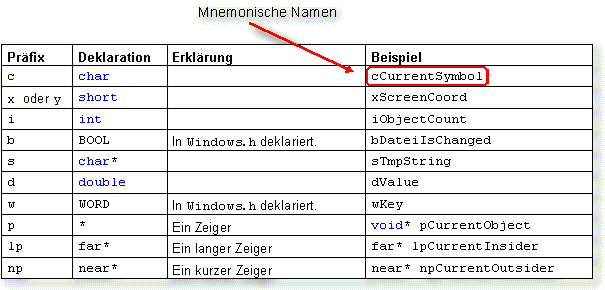 Mnemonische Namen
Präfix Deklaration Erklärung Beispiel
c char cCurrentSymbol
x oder y short xScreenCoord
i int iObjectCount
b BOOL In Windows.h deklariert. bDateiIsChanged
s char* sTmpString
d double dValue
w WORD In Windows.h deklariert. wKey
p * Ein Zeiger void* pCurrentObject
lp far* Ein langer Zeiger far* lpCurrentInsider
np near* Ein kurzer Zeiger near* npCurrentOutsider